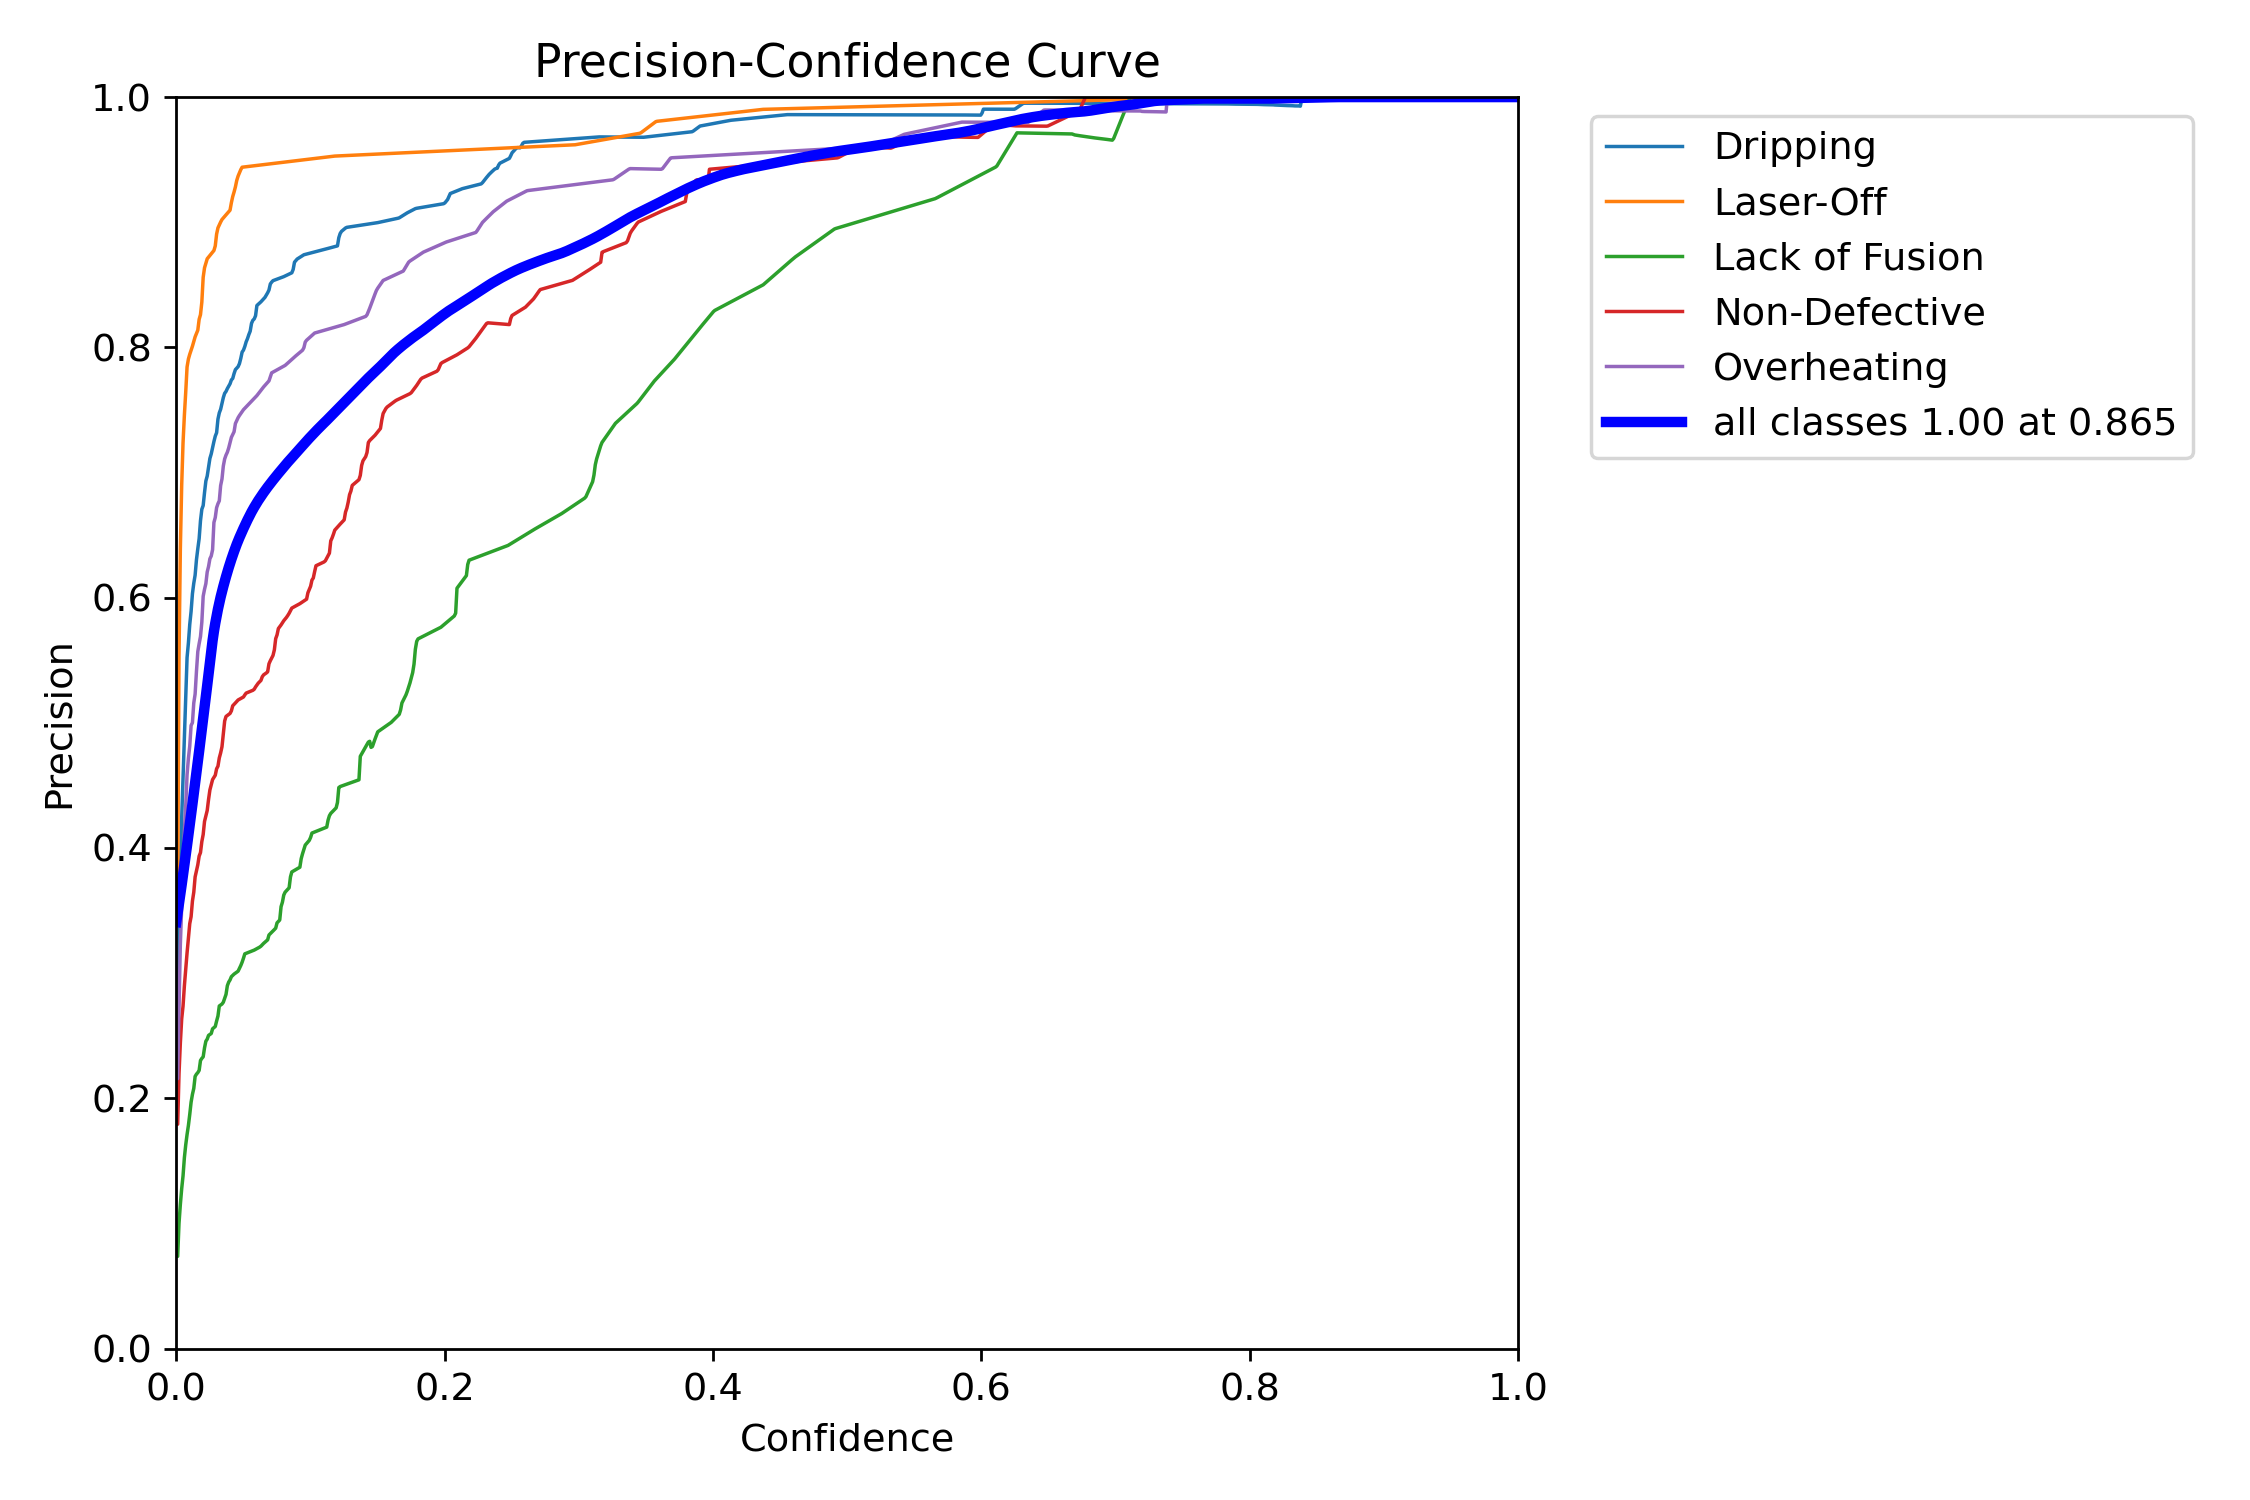 Precision-Confidence Curve
1.0
0.8
0.6
0.4
0.2
0.0
Precision
0.0 0.2 0.4 0.6 0.8 1.0
Confidence
Dripping
Laser-Off
Lack of Fusion
Non-Defective
Overheating
all classes 1.00 at 0.865